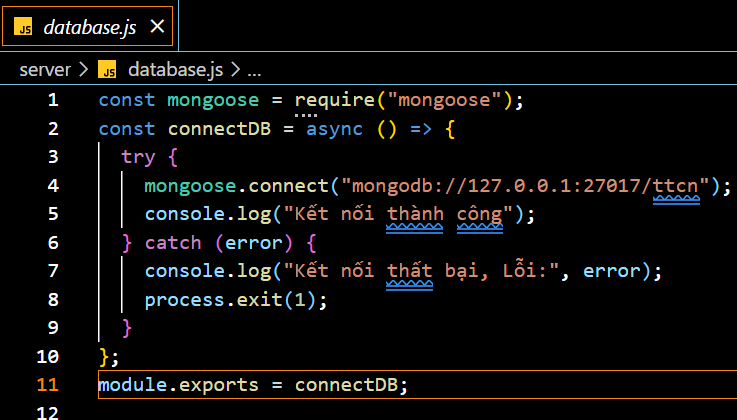 JS database.js ×
server > JS database.js > ...
1 const mongoose = require("mongoose");
2 const connectDB = async () => {
3 try {
4 mongoose.connect("mongodb://127.0.0.1:27017/ttcn");
5 console.log("Kết nối thành công");
6 } catch (error) {
7 console.log("Kết nối thất bại, Lỗi:", error);
8 process.exit(1);
9 }
10 };
11 module.exports = connectDB;
12